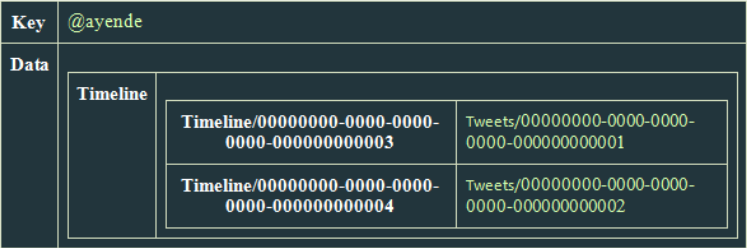 Key @ayende
Data
Timeline
Timeline/00000000-0000-0000- Tweets/00000000-0000-0000-
0000-000000000003 0000-000000000001
Timeline/00000000-0000-0000- Tweets/00000000-0000-0000-
0000-000000000004 0000-000000000002